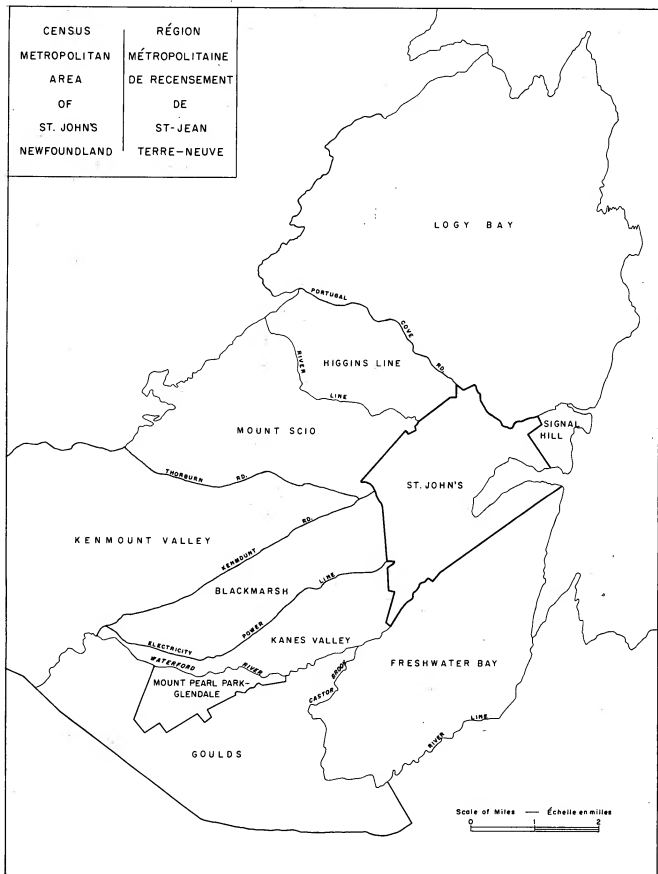 CENSUS
METROPOLITAN
AREA
OF
ST. JOHN'S
NEWFOUNDLAND
RÉGION
MÉTROPOLITAINE
DE RECENSEMENT
DE
ST-JEAN
TERRE-NEUVE
LOGY BAY
PORTUGAL COVE RD.
HIGGINS LINE
RIVER LINE
MOUNT SCIO
SIGNAL
HILL
ST. JOHN'S
THORBURN RD.
KENMOUNT VALLEY
KENMOUNT RD.
BLACKMARSH
ELECTRICITY POWER LINE
KANES VALLEY
WATERFORD RIVER
MOUNT PEARL PARK-
GLENDALE
CASTOR BROOK
FRESHWATER BAY
RIVER LINE
GOULDS
Scale of Miles — Échelle en milles
0 1 2